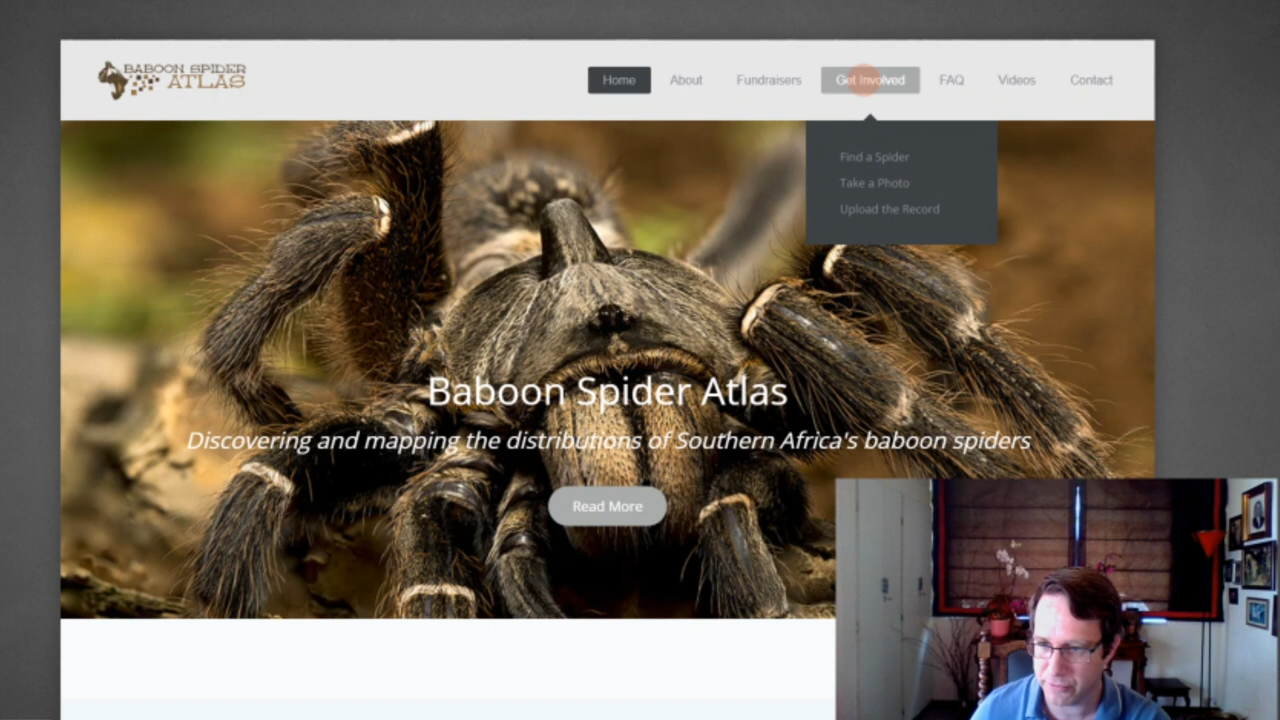 BABOON SPIDER
ATLAS
Home
About
Fundraisers
Get Involved
FAQ
Videos
Contact
Find a Spider
Take a Photo
Upload the Record
Baboon Spider Atlas
Discovering and mapping the distributions of Southern Africa's baboon spiders
Read More